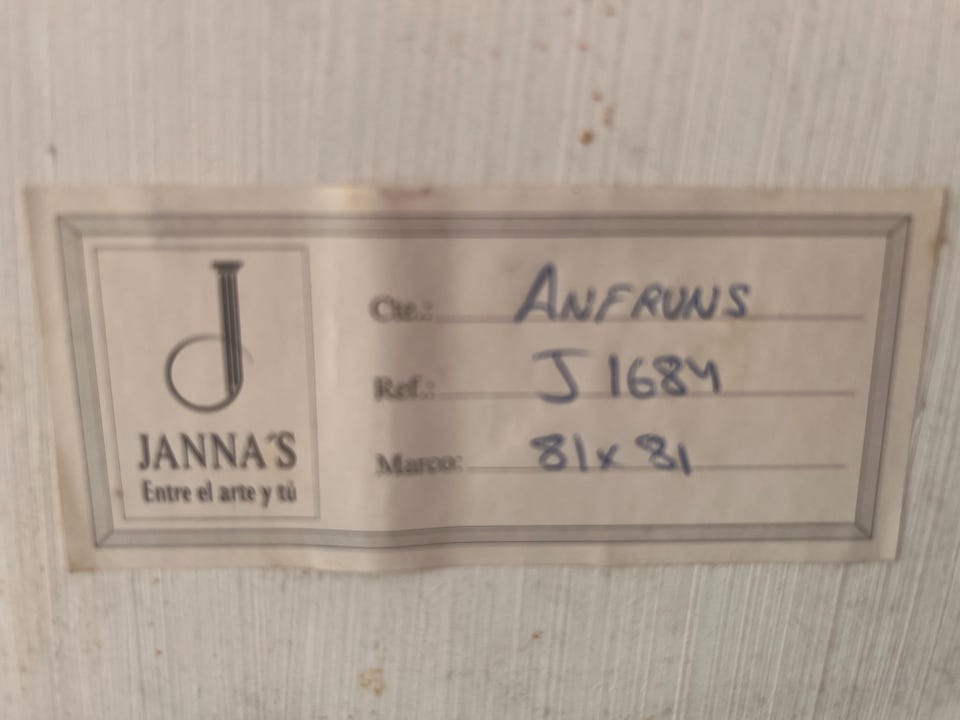 Cte.: ANFRUNS
Ref.: J 1684
Marco: 81x81
JANNA'S
Entre el arte y tú